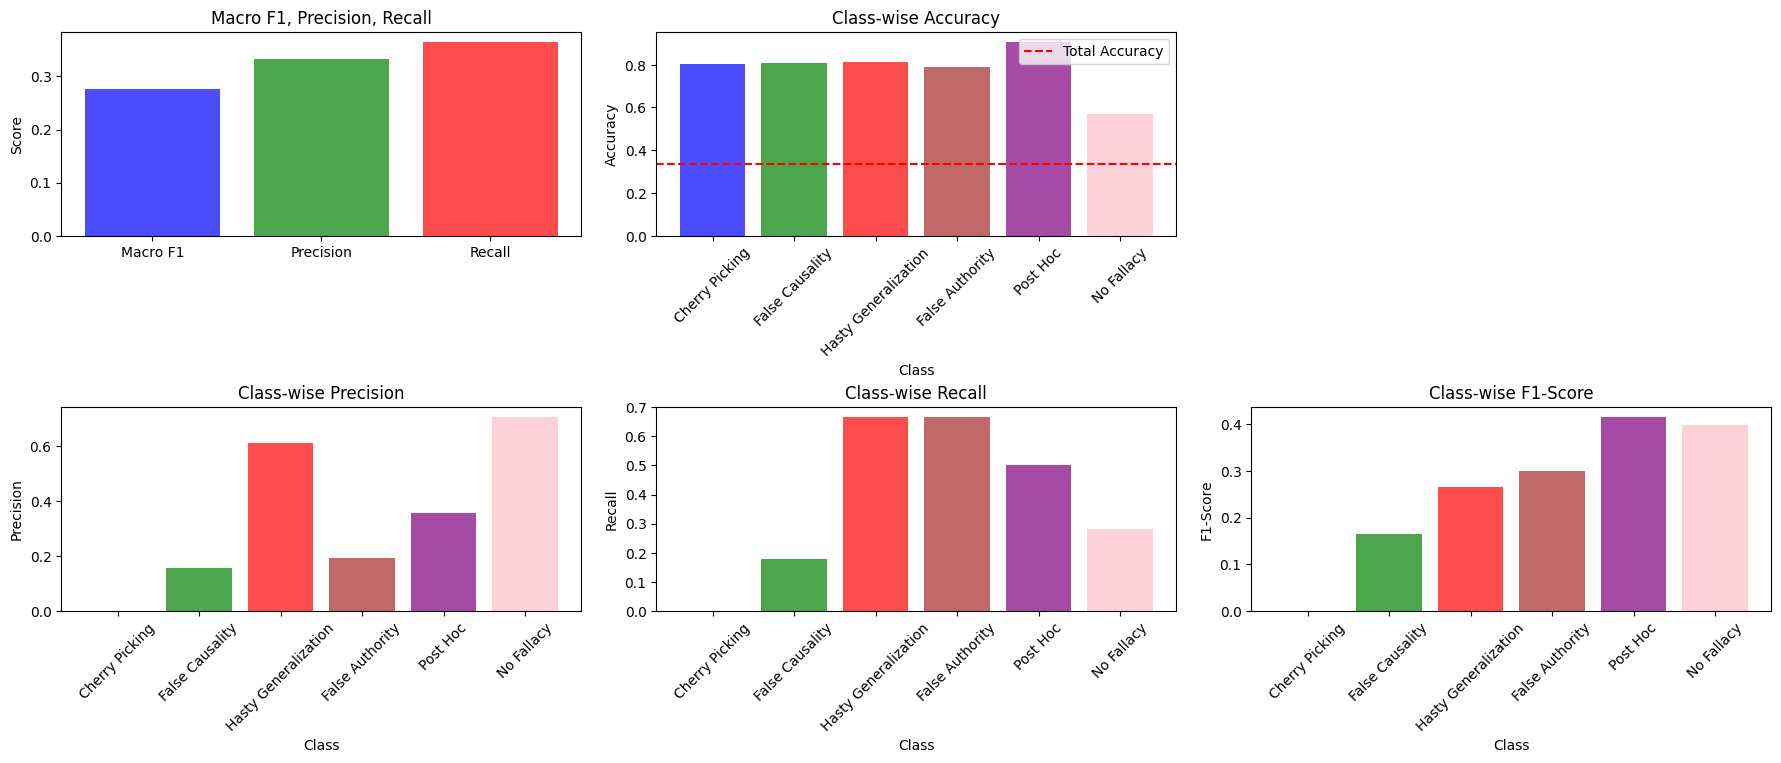 Macro F1, Precision, Recall
Score
0.3
0.2
0.1
0.0
Macro F1
Precision
Recall
Class-wise Accuracy
Total Accuracy
Accuracy
0.8
0.6
0.4
0.2
0.0
Cherry Picking
False Causality
Hasty Generalization
False Authority
Post Hoc
No Fallacy
Class
Class-wise Precision
Precision
0.6
0.4
0.2
0.0
Cherry Picking
False Causality
Hasty Generalization
False Authority
Post Hoc
No Fallacy
Class
Class-wise Recall
Recall
0.7
0.6
0.5
0.4
0.3
0.2
0.1
0.0
Cherry Picking
False Causality
Hasty Generalization
False Authority
Post Hoc
No Fallacy
Class
Class-wise F1-Score
F1-Score
0.4
0.3
0.2
0.1
0.0
Cherry Picking
False Causality
Hasty Generalization
False Authority
Post Hoc
No Fallacy
Class